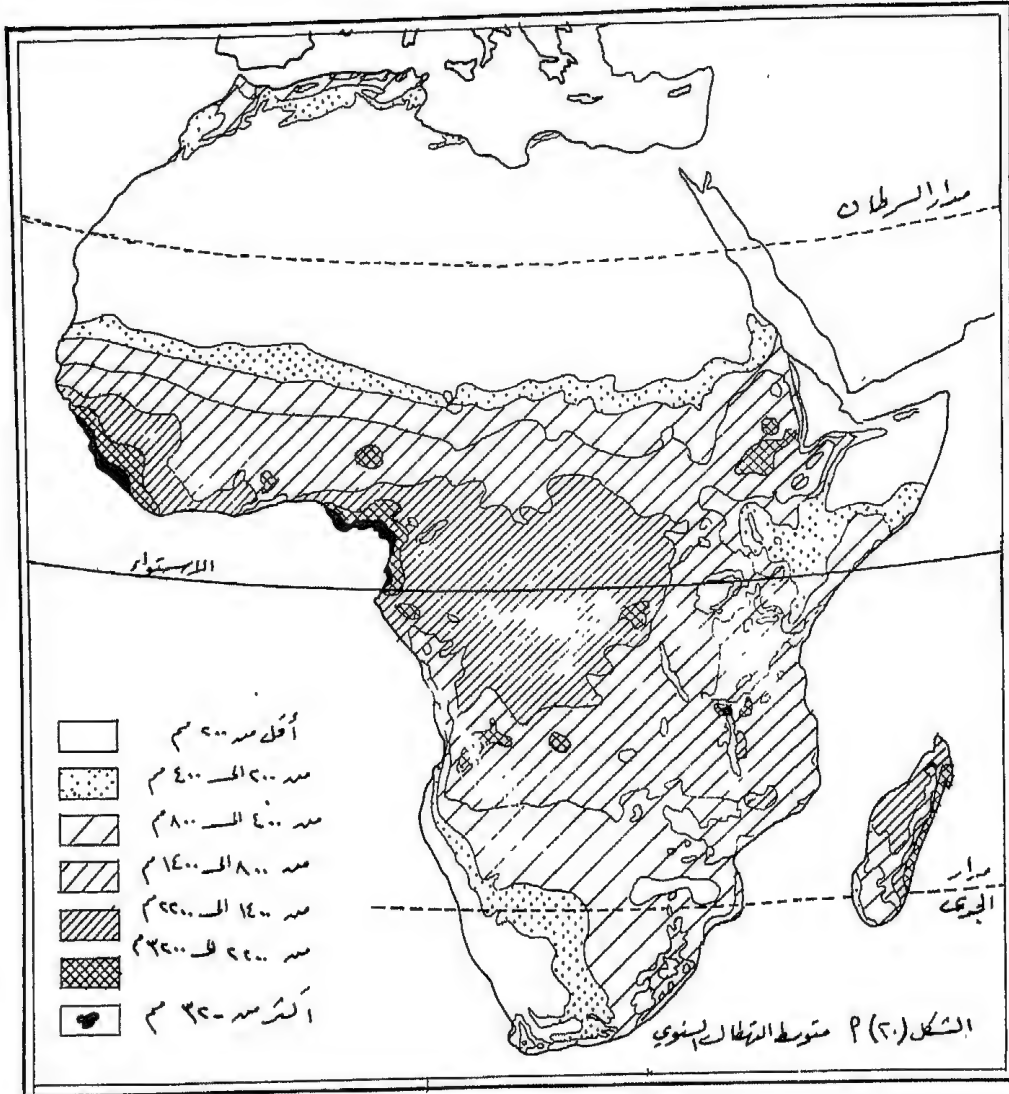 مدار السرطان
الاستواء
أقل من ٢٠٠ مم
من ٢٠٠ الى ٤٠٠ مم
من ٤٠٠ الى ٨٠٠ مم
من ٨٠٠ الى ١٤٠٠ مم
من ١٤٠٠ الى ٢٢٠٠ مم
من ٢٢٠٠ الى ٣٢٠٠ مم
أكثر من ٣٢٠٠ مم
مدار
الجدي
الشكل (٢٠) م متوسط التهطال السنوي